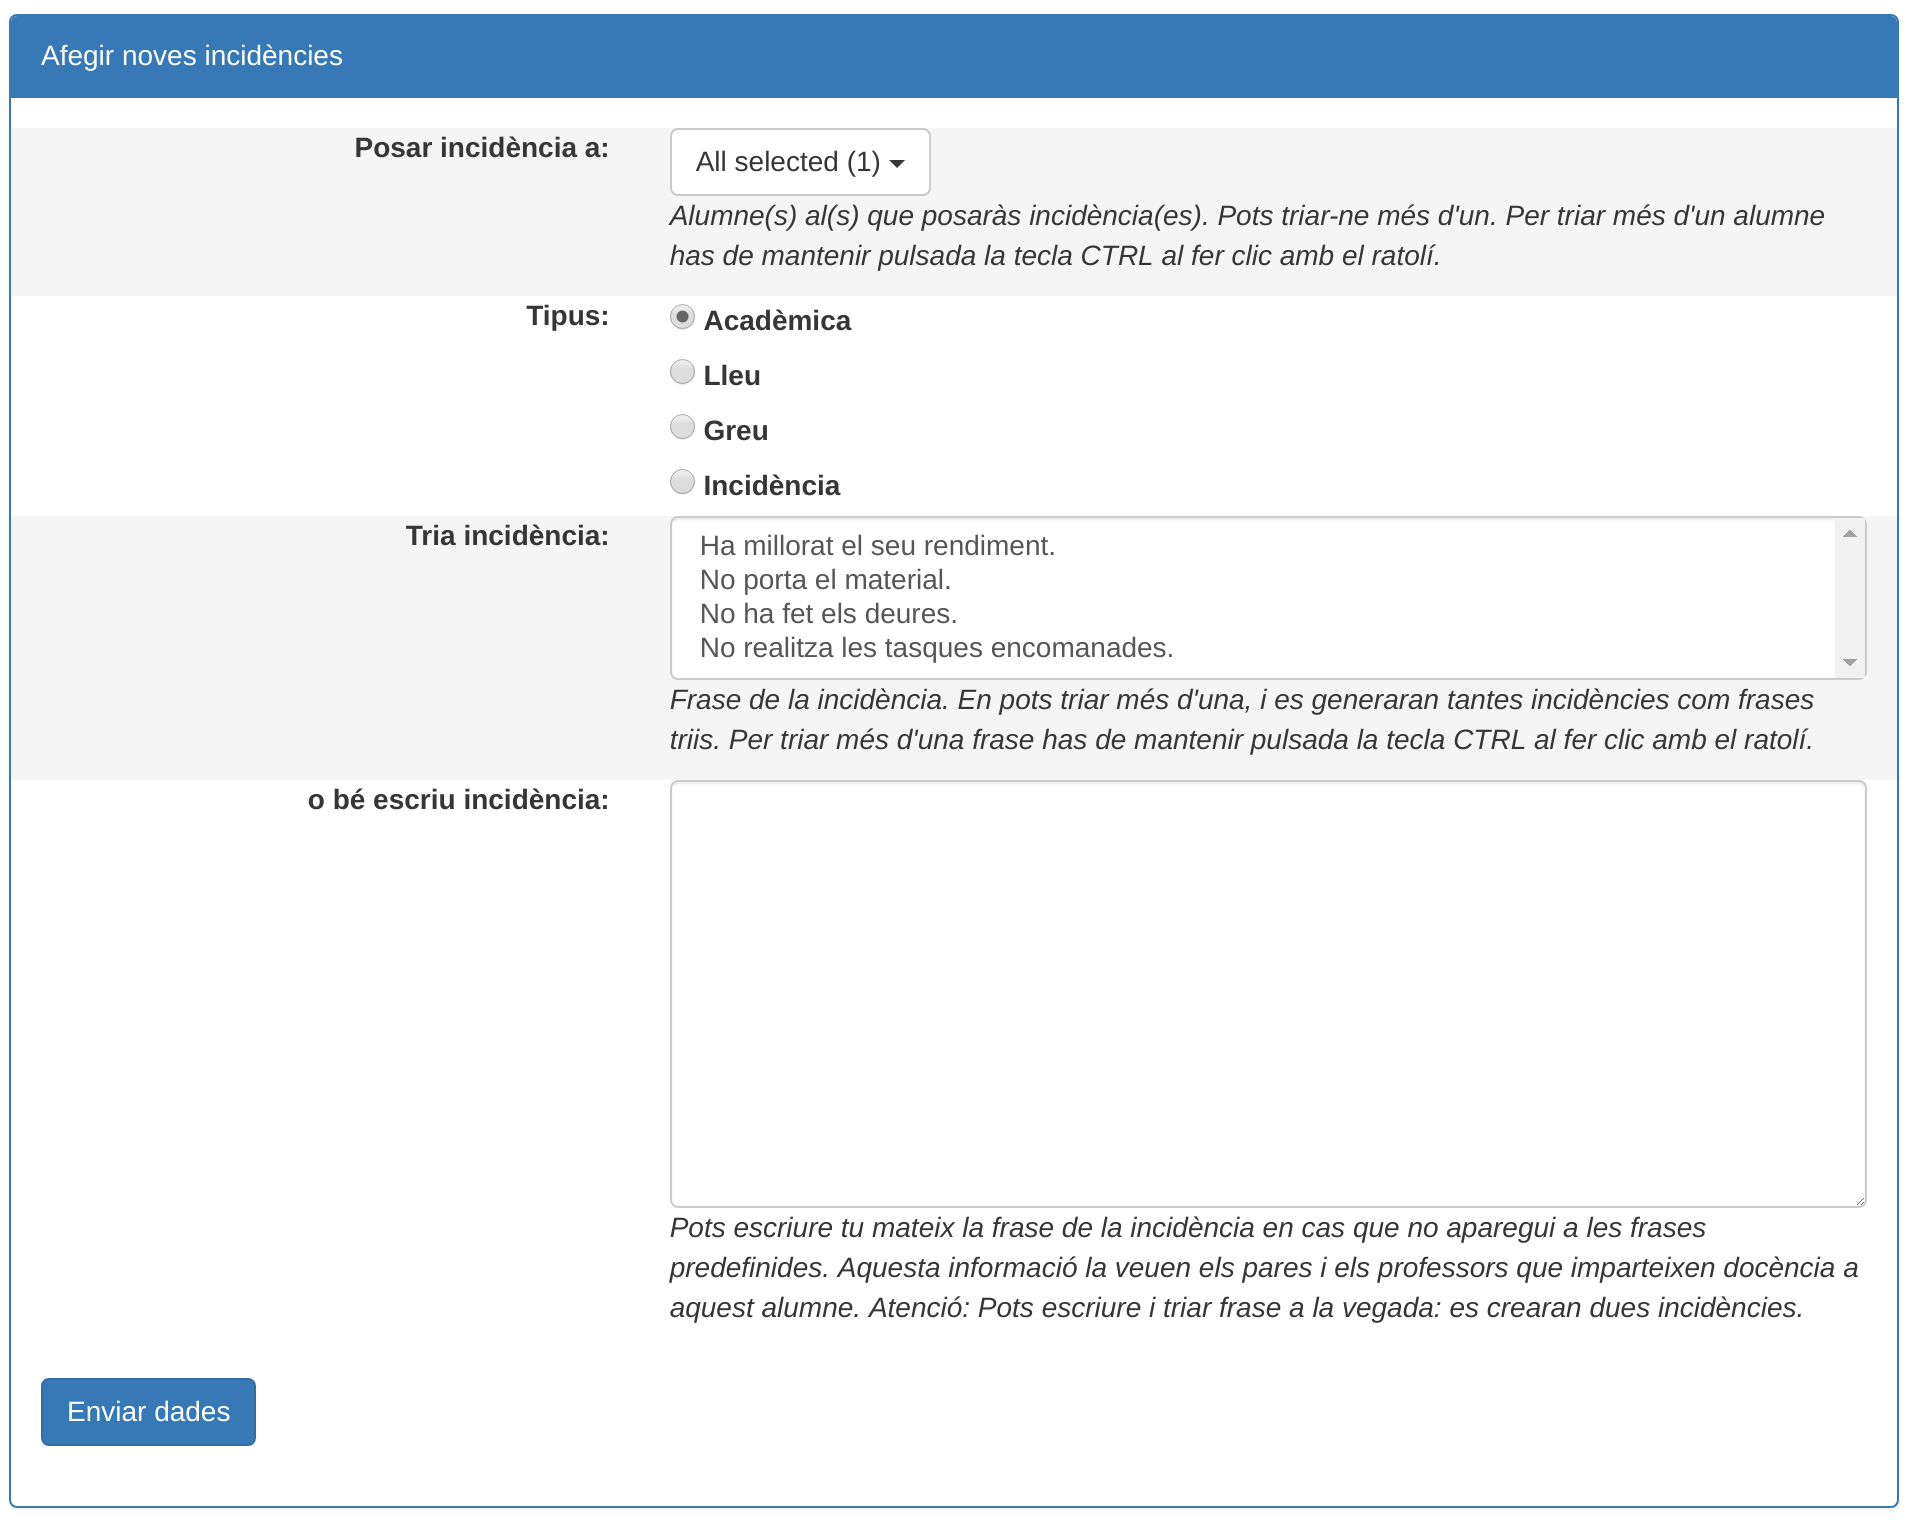 Afegir noves incidències
Posar incidència a:
All selected (1)
Alumne(s) al(s) que posaràs incidència(es). Pots triar-ne més d'un. Per triar més d'un alumne
has de mantenir pulsada la tecla CTRL al fer clic amb el ratolí.
Tipus:
Acadèmica
Lleu
Greu
Incidència
Tria incidència:
Ha millorat el seu rendiment.
No porta el material.
No ha fet els deures.
No realitza les tasques encomanades.
Frase de la incidència. En pots triar més d'una, i es generaran tantes incidències com frases
triis. Per triar més d'una frase has de mantenir pulsada la tecla CTRL al fer clic amb el ratolí.
o bé escriu incidència:
Pots escriure tu mateix la frase de la incidència en cas que no aparegui a les frases
predefinides. Aquesta informació la veuen els pares i els professors que imparteixen docència a
aquest alumne. Atenció: Pots escriure i triar frase a la vegada: es crearan dues incidències.
Enviar dades